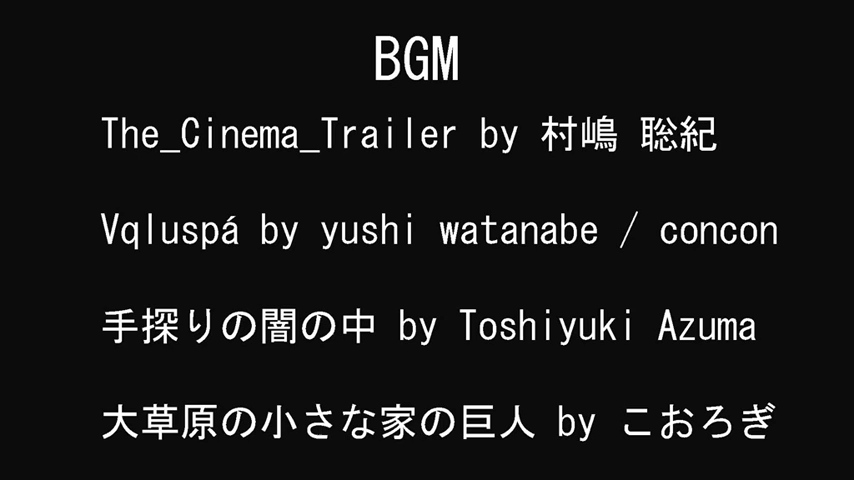 BGM
The_Cinema_Trailer by 村嶋 聡紀
Vqluspá by yushi watanabe / concon
手探りの闇の中 by Toshiyuki Azuma
大草原の小さな家の巨人 by こおろぎ